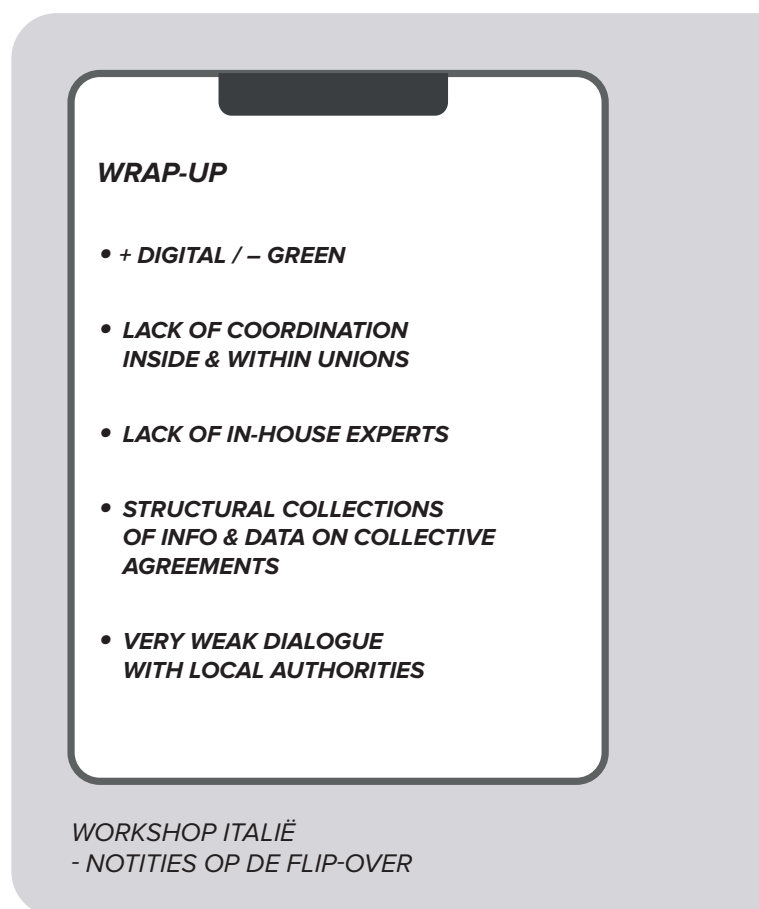 WRAP-UP
• + DIGITAL / – GREEN
• LACK OF COORDINATION
INSIDE & WITHIN UNIONS
• LACK OF IN-HOUSE EXPERTS
• STRUCTURAL COLLECTIONS
OF INFO & DATA ON COLLECTIVE
AGREEMENTS
• VERY WEAK DIALOGUE
WITH LOCAL AUTHORITIES
WORKSHOP ITALIË
- NOTITIES OP DE FLIP-OVER